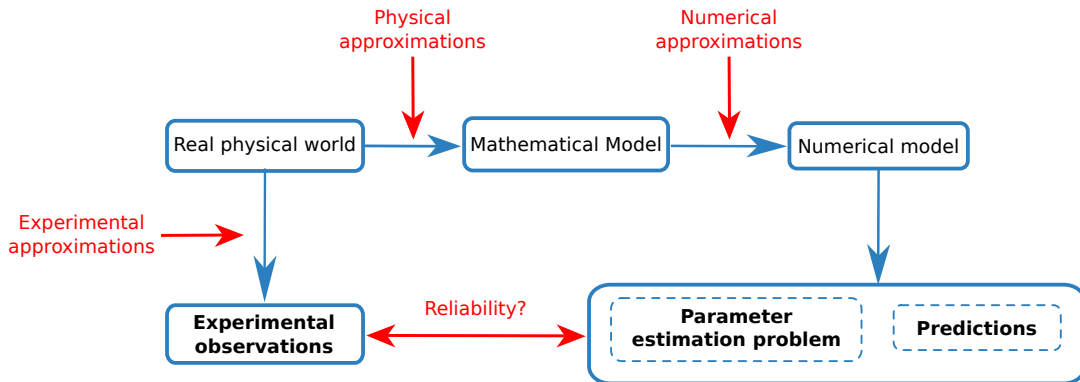 Physical
approximations
Numerical
approximations
Real physical world
Mathematical Model
Numerical model
Experimental
approximations
Experimental
observations
Reliability?
Parameter
estimation problem
Predictions